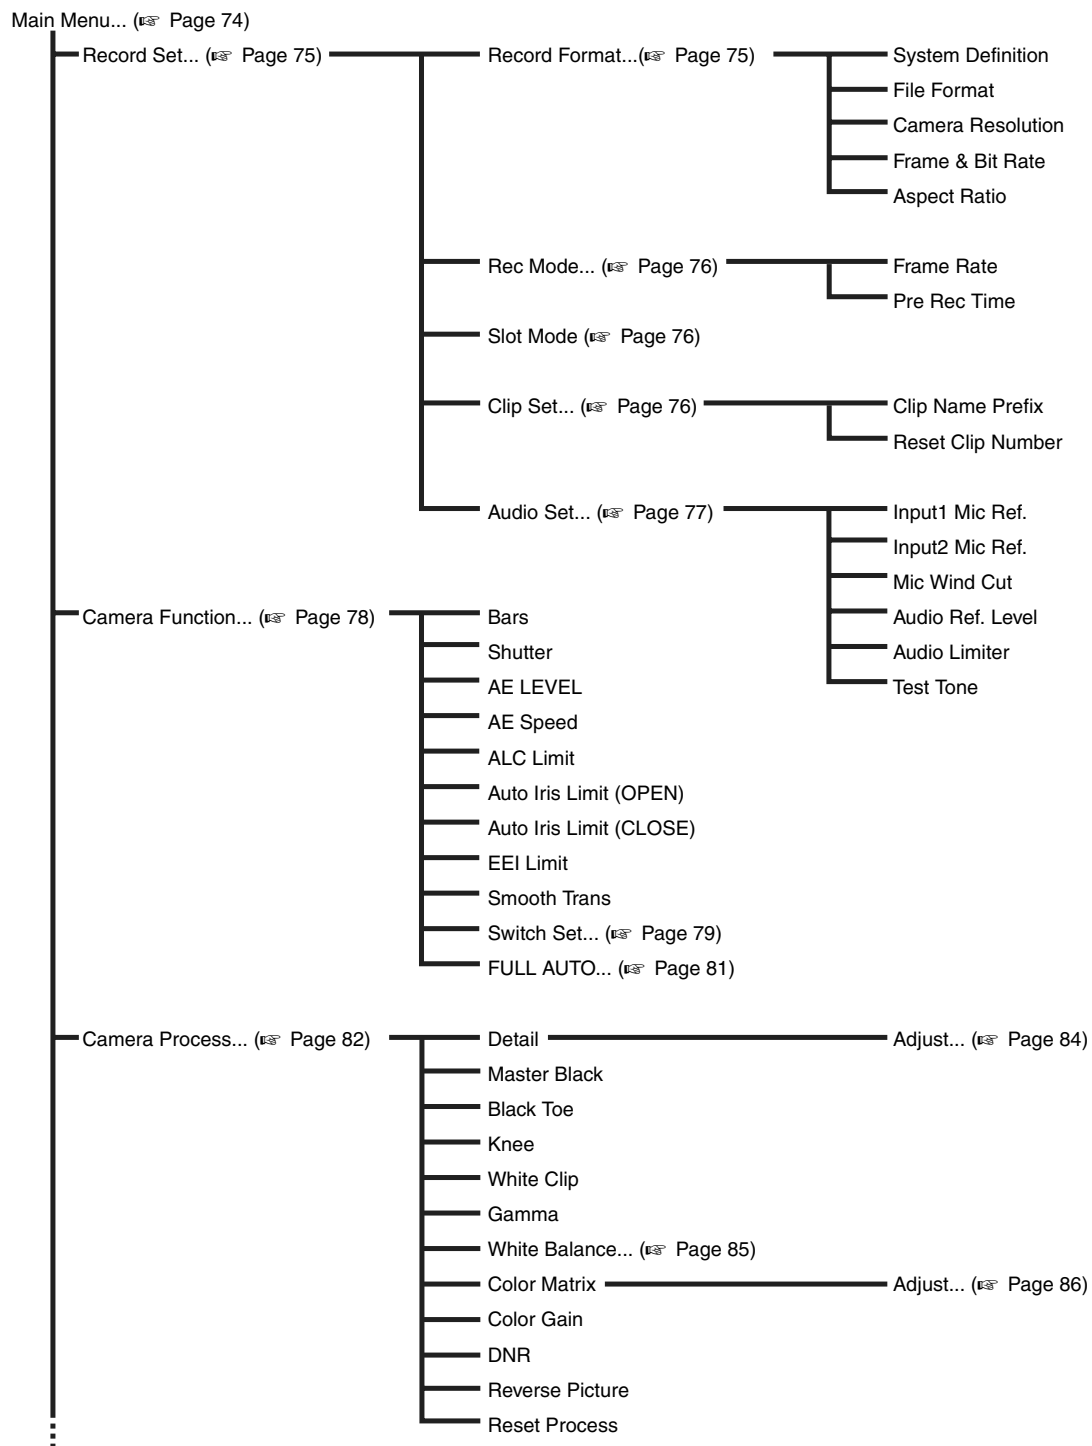 Main Menu... (☞ Page 74)
Record Set... (☞ Page 75)
Record Format...(☞ Page 75)
System Definition
File Format
Camera Resolution
Frame & Bit Rate
Aspect Ratio
Rec Mode... (☞ Page 76)
Frame Rate
Pre Rec Time
Slot Mode (☞ Page 76)
Clip Set... (☞ Page 76)
Clip Name Prefix
Reset Clip Number
Audio Set... (☞ Page 77)
Input1 Mic Ref.
Input2 Mic Ref.
Mic Wind Cut
Audio Ref. Level
Audio Limiter
Test Tone
Camera Function... (☞ Page 78)
Bars
Shutter
AE LEVEL
AE Speed
ALC Limit
Auto Iris Limit (OPEN)
Auto Iris Limit (CLOSE)
EEI Limit
Smooth Trans
Switch Set... (☞ Page 79)
FULL AUTO... (☞ Page 81)
Camera Process... (☞ Page 82)
Detail
Adjust... (☞ Page 84)
Master Black
Black Toe
Knee
White Clip
Gamma
White Balance... (☞ Page 85)
Color Matrix
Adjust... (☞ Page 86)
Color Gain
DNR
Reverse Picture
Reset Process